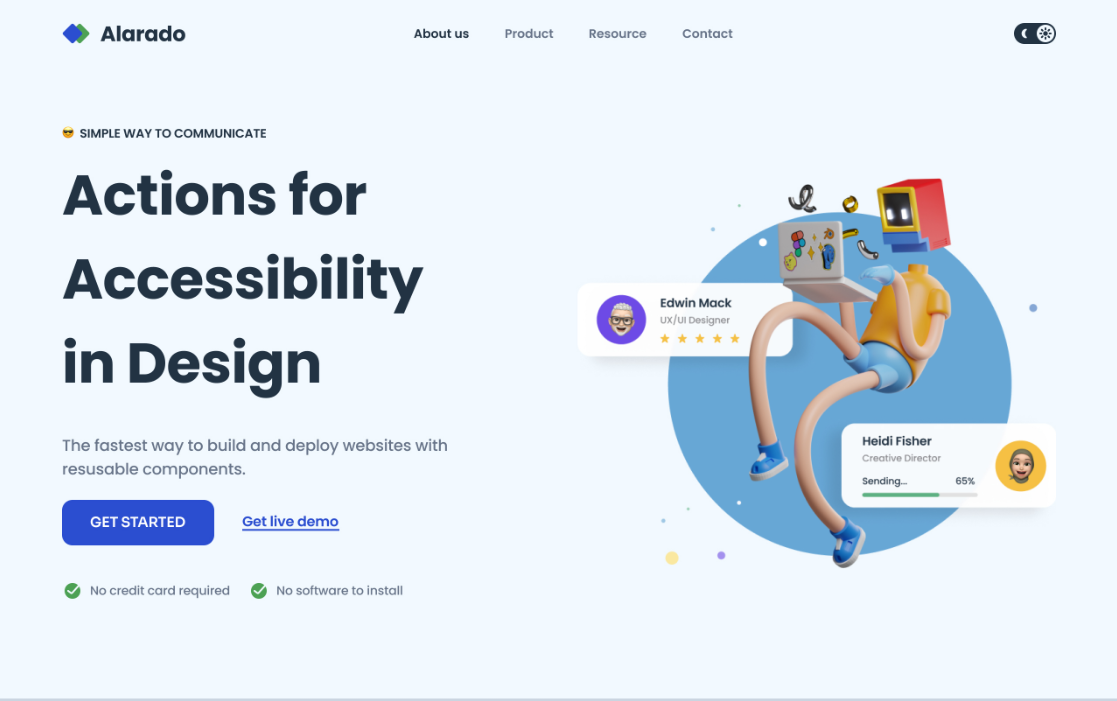 Alarado
About us Product Resource Contact
😎 SIMPLE WAY TO COMMUNICATE
Actions for
Accessibility
in Design
The fastest way to build and deploy websites with
resusable components.
GET STARTED Get live demo
No credit card required No software to install
Edwin Mack
UX/UI Designer
Heidi Fisher
Creative Director
Sending... 65%